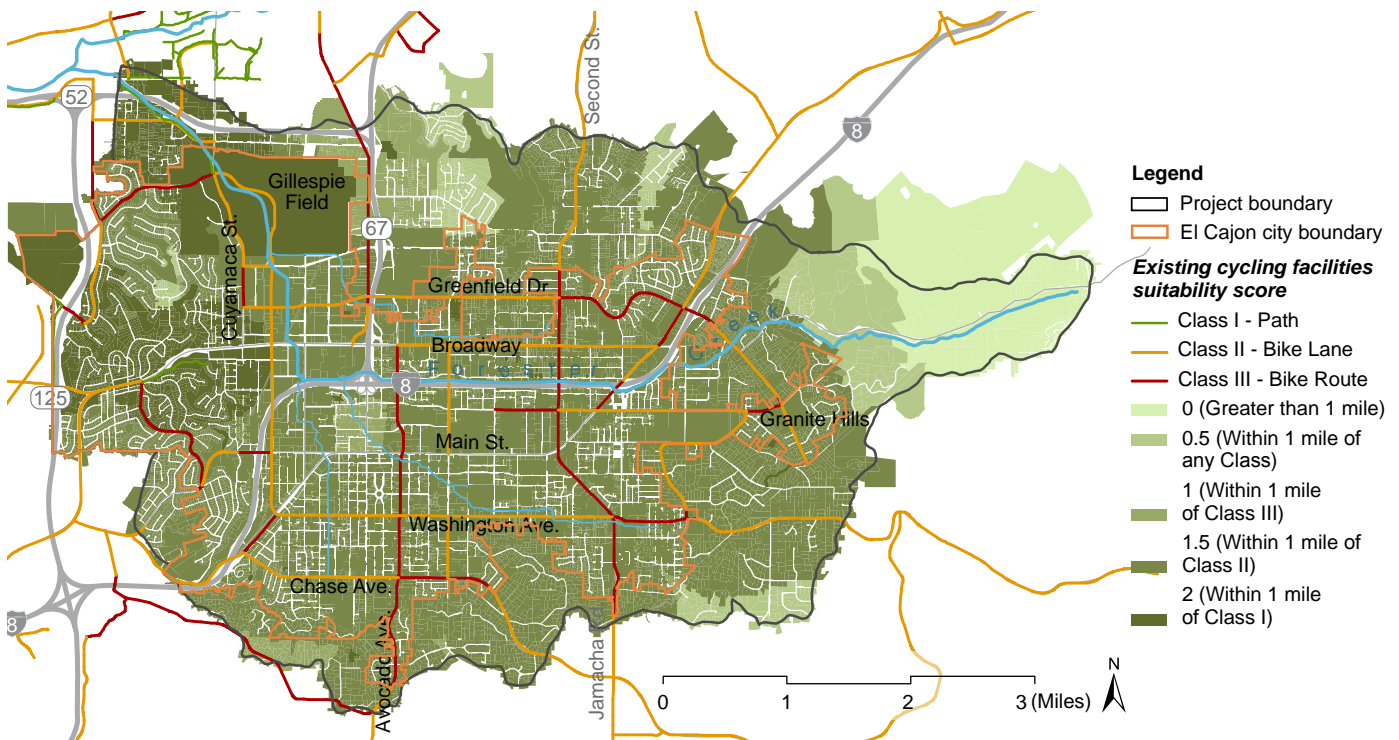 Second St.
52
8
Gillespie
Field
67
Cuyamaca St.
Greenfield Dr
Creek
Broadway
Forester
8
125
Granite Hills
Main St.
Washington Ave.
Chase Ave.
Avocado Ave.
Jamacha
8
Legend
Project boundary
El Cajon city boundary
Existing cycling facilities
suitability score
Class I - Path
Class II - Bike Lane
Class III - Bike Route
0 (Greater than 1 mile)
0.5 (Within 1 mile of
any Class)
1 (Within 1 mile
of Class III)
1.5 (Within 1 mile of
Class II)
2 (Within 1 mile
of Class I)
N
0 1 2 3 (Miles)